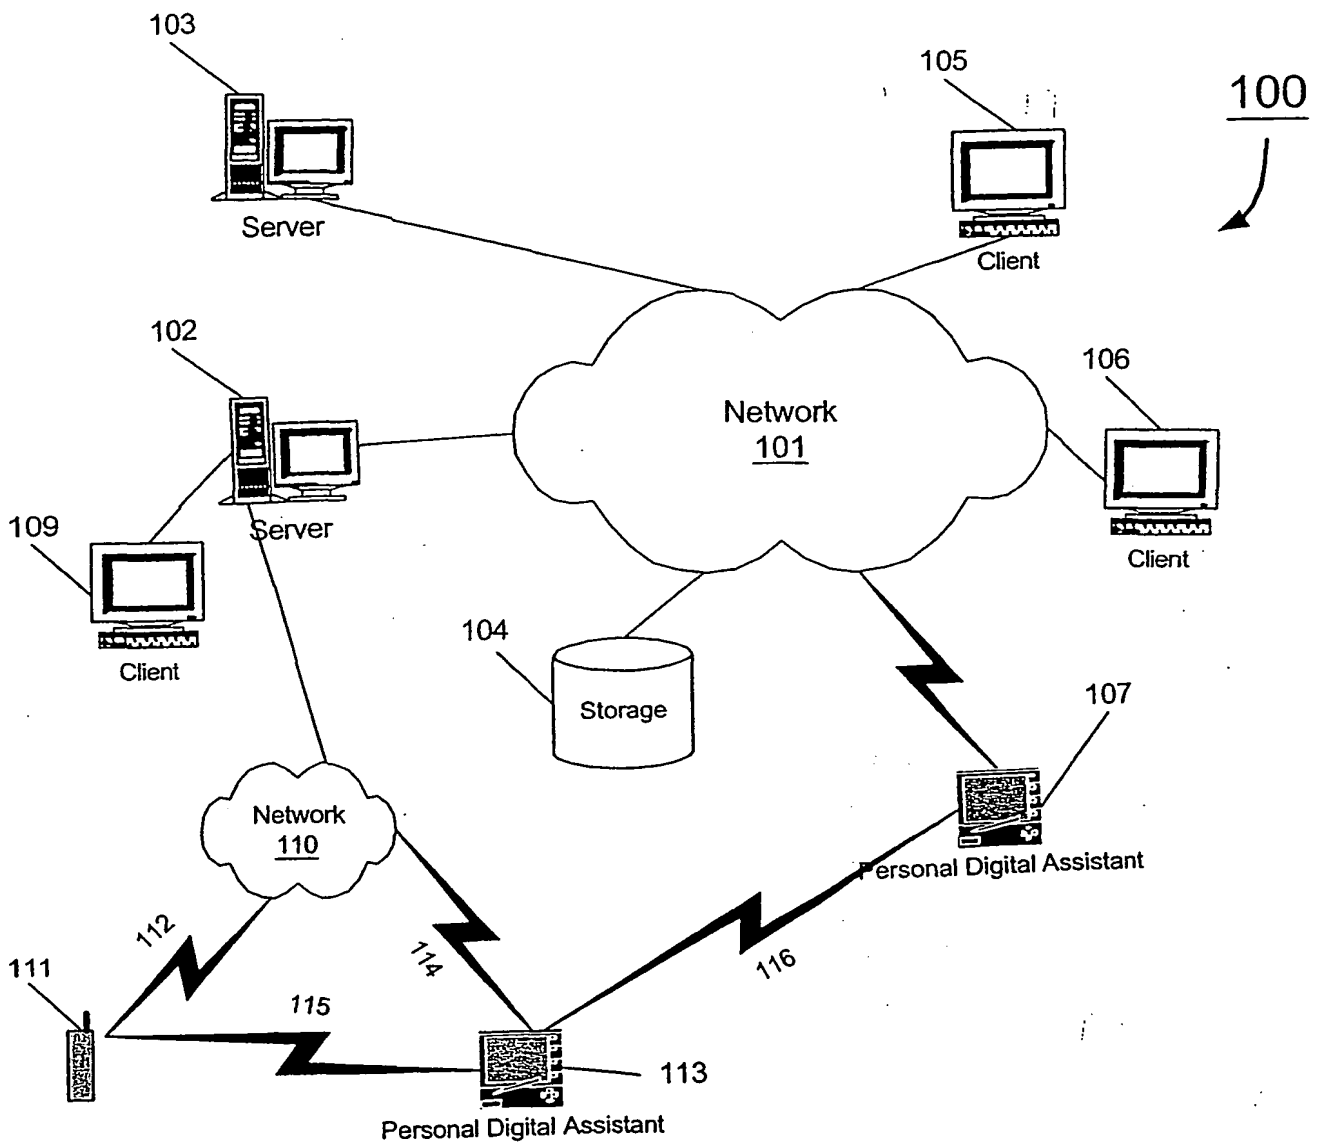 103
105
100
Server
Client
102
106
Network
101
109
Server
Client
Client
104
Storage
107
Network
110
Personal Digital Assistant
112
114
116
111
115
113
Personal Digital Assistant